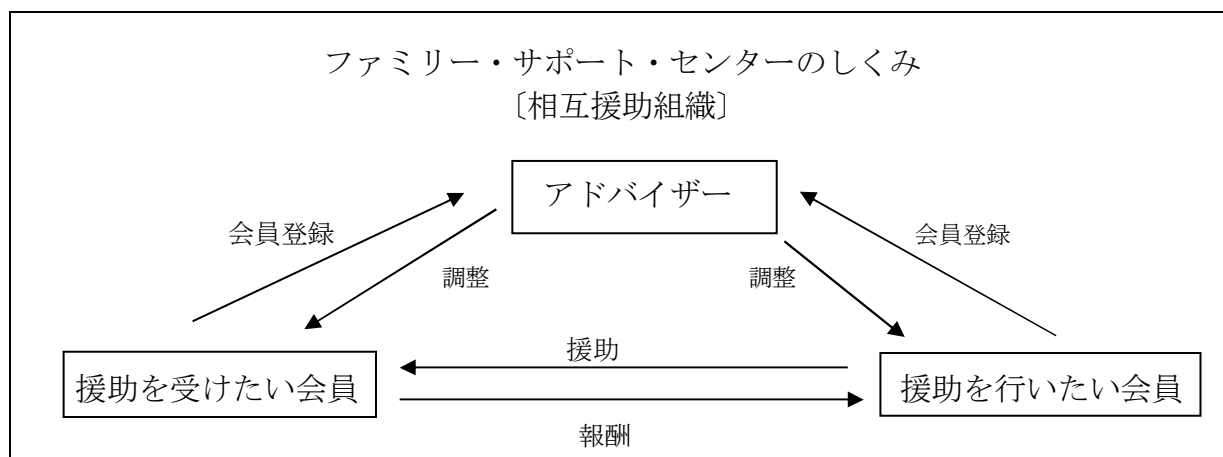 ファミリー・サポート・センターのしくみ
〔相互援助組織〕
アドバイザー
会員登録
会員登録
調整
調整
援助
援助を受けたい会員
援助を行いたい会員
報酬